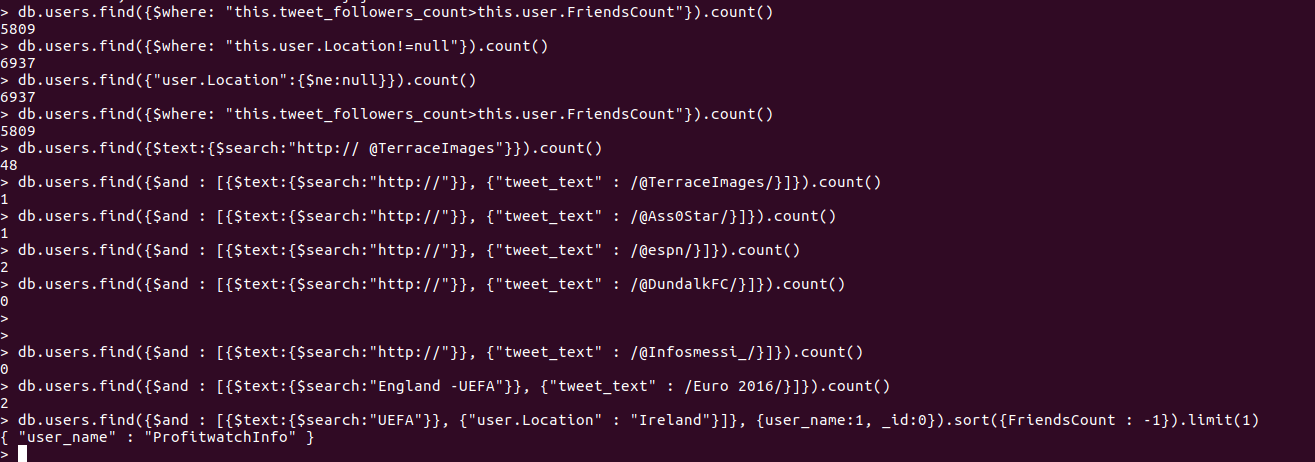 > db.users.find({$where: "this.tweet_followers_count>this.user.FriendsCount"}).count()
5809
> db.users.find({$where: "this.user.Location!=null"}).count()
6937
> db.users.find({"user.Location":{$ne:null}}).count()
6937
> db.users.find({$where: "this.tweet_followers_count>this.user.FriendsCount"}).count()
5809
> db.users.find({$text:{$search:"http:// @TerraceImages"}}).count()
48
> db.users.find({$and : [{$text:{$search:"http://"}}, {"tweet_text" : /@TerraceImages/}]}).count()
1
> db.users.find({$and : [{$text:{$search:"http://"}}, {"tweet_text" : /@Ass0Star/}]}).count()
1
> db.users.find({$and : [{$text:{$search:"http://"}}, {"tweet_text" : /@espn/}]}).count()
2
> db.users.find({$and : [{$text:{$search:"http://"}}, {"tweet_text" : /@DundalkFC/}]}).count()
0
>
>
> db.users.find({$and : [{$text:{$search:"http://"}}, {"tweet_text" : /@Infosmessi_/}]}).count()
0
> db.users.find({$and : [{$text:{$search:"England -UEFA"}}, {"tweet_text" : /Euro 2016/}]}).count()
2
> db.users.find({$and : [{$text:{$search:"UEFA"}}, {"user.Location" : "Ireland"}]}, {user_name:1, _id:0}).sort({FriendsCount : -1}).limit(1)
{ "user_name" : "ProfitwatchInfo" }
>